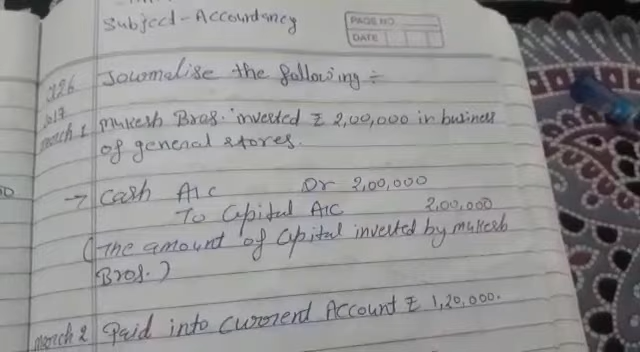 Subject - Accountancy
PAGE NO
DATE
Q26 Journalise the following :-
2017
March 1 Mukesh Bros. invested ₹ 2,00,000 in business
of general stores.
→ Cash A/c Dr 2,00,000
To Capital A/c 2,00,000
(The amount of Capital invested by Mukesh
Bros.)
March 2 Paid into current Account ₹ 1,20,000.